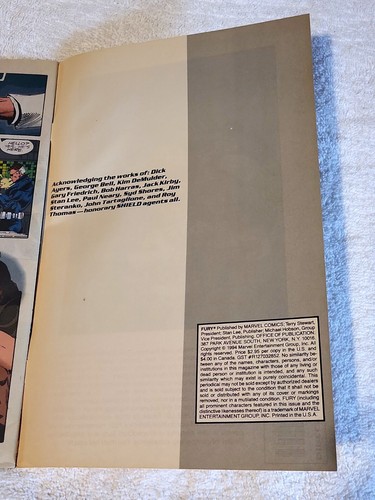 HELLO?
YES, HE'S
HERE.
Acknowledging the works of: Dick
Ayers, George Bell, Kim DeMulder,
Gary Friedrich, Bob Harras, Jack Kirby,
Stan Lee, Paul Neary, Syd Shores, Jim
Steranko, John Tartaglione, and Roy
Thomas—honorary SHIELD agents all.
FURY® Published by MARVEL COMICS; Terry Stewart,
President; Stan Lee, Publisher; Michael Hobson, Group
Vice President, Publishing. OFFICE OF PUBLICATION:
387 PARK AVENUE SOUTH, NEW YORK, N.Y. 10016.
Copyright © 1994 Marvel Entertainment Group, Inc. All
rights reserved. Price $2.95 per copy in the U.S. and
$4.00 in Canada. GST #R127032852. No similarity be-
tween any of the names, characters, persons, and/or
institutions in this magazine with those of any living or
dead person or institution is intended, and any such
similarity which may exist is purely coincidental. This
periodical may not be sold except by authorized dealers
and is sold subject to the condition that it shall not be
sold or distributed with any of its cover or markings
removed, nor in a mutilated condition. FURY (including
all prominent characters featured in this issue and the
distinctive likenesses thereof) is a trademark of MARVEL
ENTERTAINMENT GROUP, INC. Printed in the U.S.A.